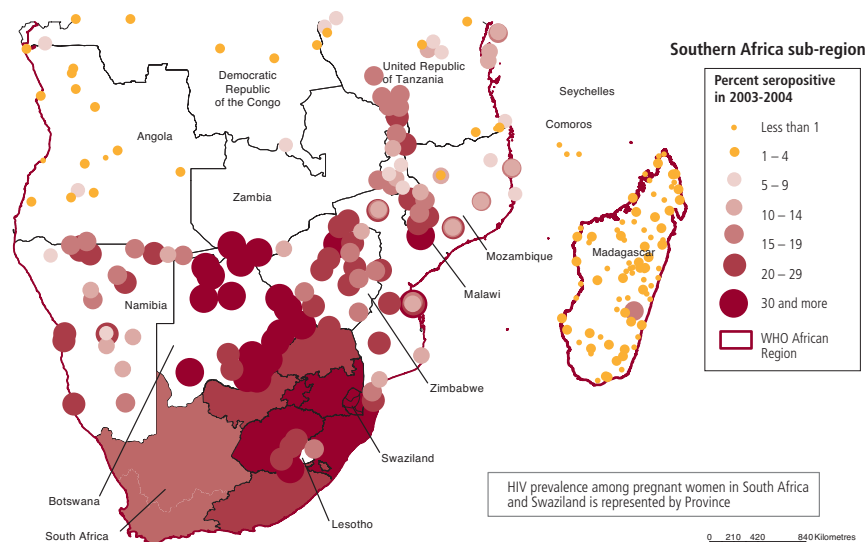 Southern Africa sub-region
Percent seropositive
in 2003-2004
Less than 1
1 – 4
5 – 9
10 – 14
15 – 19
20 – 29
30 and more
WHO African
Region
Democratic
Republic
of the Congo
United Republic
of Tanzania
Seychelles
Comoros
Angola
Zambia
Mozambique
Madagascar
Malawi
Namibia
Zimbabwe
Swaziland
Botswana
South Africa
Lesotho
HIV prevalence among pregnant women in South Africa
and Swaziland is represented by Province
0 210 420 840 Kilometres